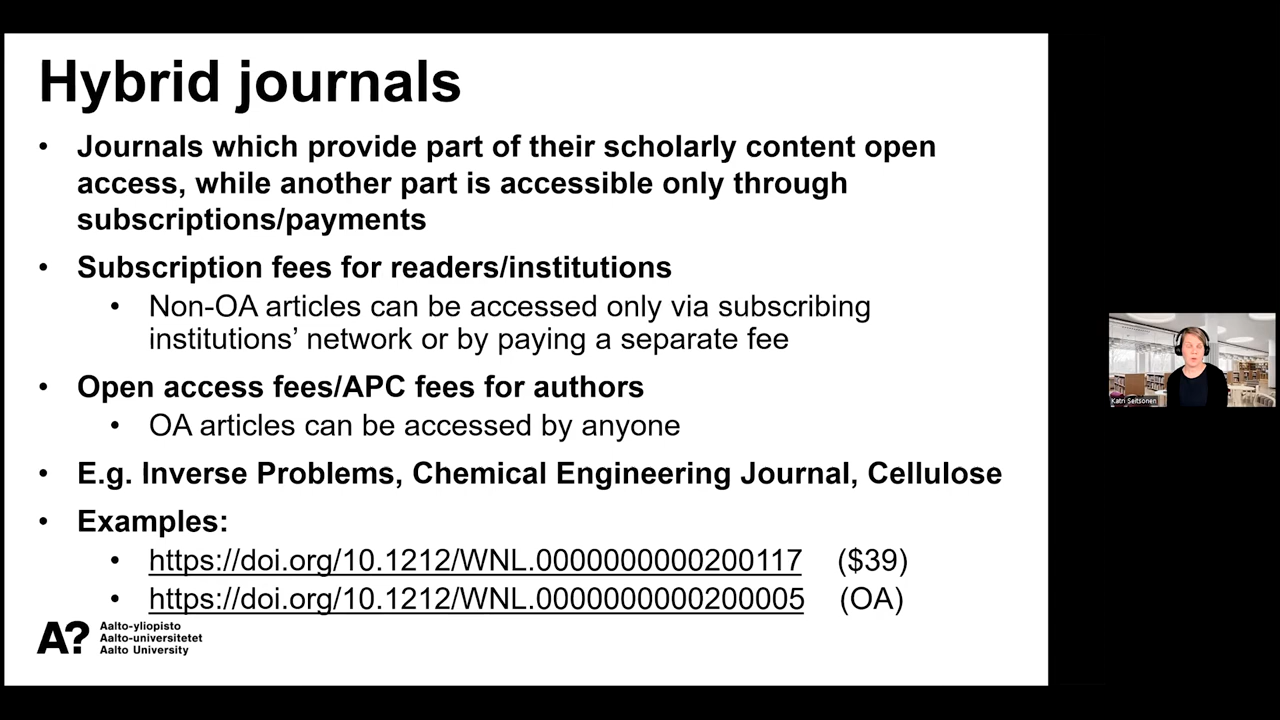 Hybrid journals
• Journals which provide part of their scholarly content open
access, while another part is accessible only through
subscriptions/payments
• Subscription fees for readers/institutions
• Non-OA articles can be accessed only via subscribing
institutions’ network or by paying a separate fee
• Open access fees/APC fees for authors
• OA articles can be accessed by anyone
• E.g. Inverse Problems, Chemical Engineering Journal, Cellulose
• Examples:
• https://doi.org/10.1212/WNL.0000000000200117 ($39)
• https://doi.org/10.1212/WNL.0000000000200005 (OA)
A?
Aalto-yliopisto
Aalto-universitetet
Aalto University
Katri Seitsonen